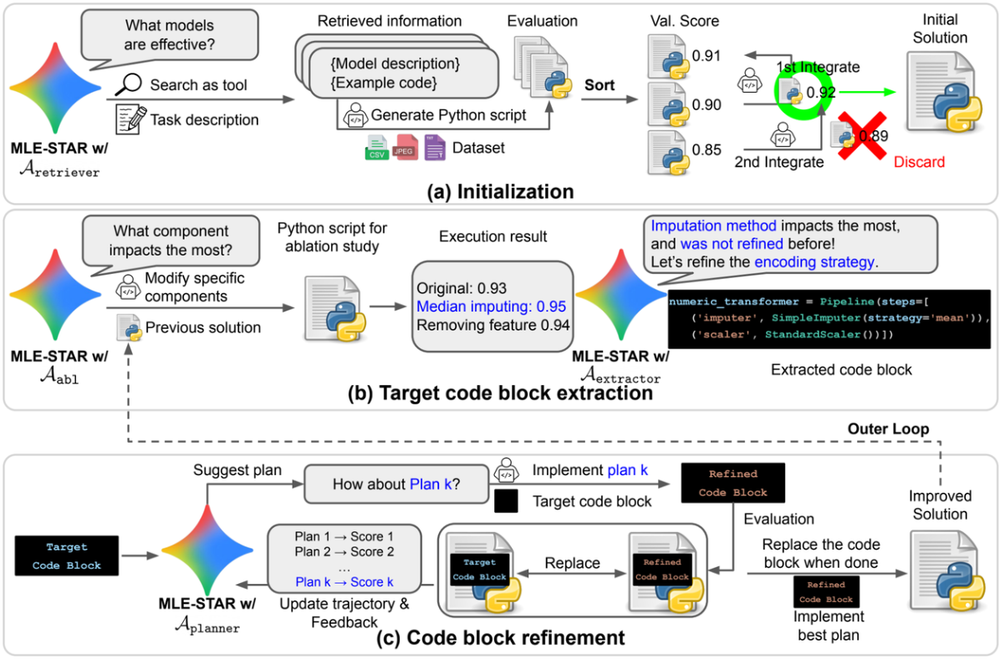 What models
are effective?
Search as tool
Task description
MLE-STAR w/
𝒜retriever
Retrieved information
{Model description}
{Example code}
Generate Python script
CSV
JPEG
TXT
Dataset
Evaluation
Sort
Val. Score
0.91
0.90
0.85
1st Integrate
0.92
2nd Integrate
0.89
Discard
Initial
Solution
(a) Initialization
What component
impacts the most?
Modify specific
components
Previous solution
MLE-STAR w/
𝒜abl
Python script for
ablation study
Execution result
Original: 0.93
Median imputing: 0.95
Removing feature 0.94
Imputation method impacts the most,
and was not refined before!
Let's refine the encoding strategy.
MLE-STAR w/
𝒜extractor
numeric_transformer = Pipeline(steps=[
('imputer', SimpleImputer(strategy='mean')),
('scaler', StandardScaler())])
Extracted code block
(b) Target code block extraction
Outer Loop
Suggest plan
How about Plan k?
Implement plan k
Target code block
Refined
Code Block
Evaluation
Target
Code Block
MLE-STAR w/
𝒜planner
Plan 1 → Score 1
Plan 2 → Score 2
...
Plan k → Score k
Update trajectory &
Feedback
Target
Code Block
Replace
Refined
Code Block
Replace the code
block when done
Refined
Code Block
Implement
best plan
Improved
Solution
(c) Code block refinement